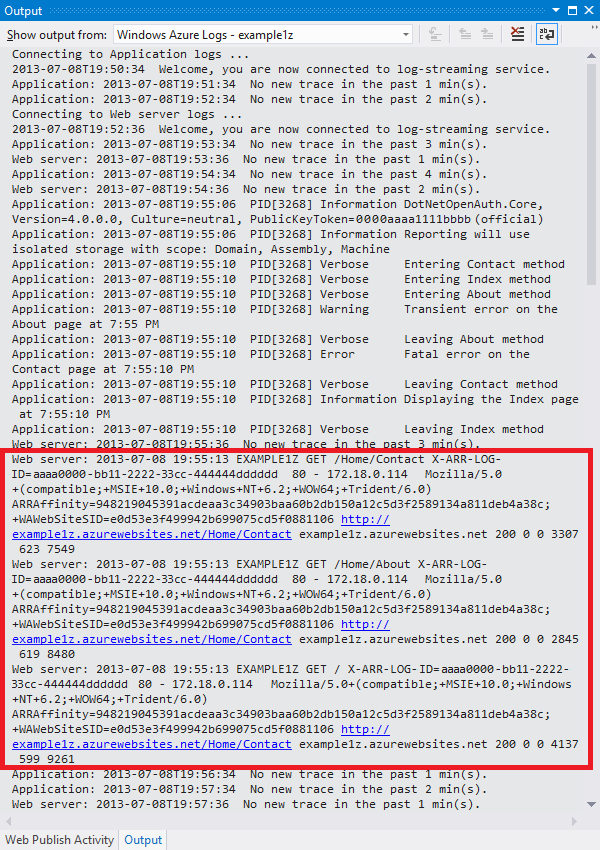 Output
Show output from: Windows Azure Logs - example1z
Connecting to Application logs ...
2013-07-08T19:50:34  Welcome, you are now connected to log-streaming service.
Application: 2013-07-08T19:51:34  No new trace in the past 1 min(s).
Application: 2013-07-08T19:52:34  No new trace in the past 2 min(s).
Connecting to Web server logs ...
2013-07-08T19:52:36  Welcome, you are now connected to log-streaming service.
Application: 2013-07-08T19:53:34  No new trace in the past 3 min(s).
Web server: 2013-07-08T19:53:36  No new trace in the past 1 min(s).
Application: 2013-07-08T19:54:34  No new trace in the past 4 min(s).
Web server: 2013-07-08T19:54:36  No new trace in the past 2 min(s).
Application: 2013-07-08T19:55:06  PID[3268] Information DotNetOpenAuth.Core,
Version=4.0.0.0, Culture=neutral, PublicKeyToken=0000aaaa1111bbbb (official)
Application: 2013-07-08T19:55:06  PID[3268] Information Reporting will use
isolated storage with scope: Domain, Assembly, Machine
Application: 2013-07-08T19:55:10  PID[3268] Verbose     Entering Contact method
Application: 2013-07-08T19:55:10  PID[3268] Verbose     Entering Index method
Application: 2013-07-08T19:55:10  PID[3268] Verbose     Entering About method
Application: 2013-07-08T19:55:10  PID[3268] Warning     Transient error on the
About page at 7:55 PM
Application: 2013-07-08T19:55:10  PID[3268] Verbose     Leaving About method
Application: 2013-07-08T19:55:10  PID[3268] Error       Fatal error on the
Contact page at 7:55:10 PM
Application: 2013-07-08T19:55:10  PID[3268] Verbose     Leaving Contact method
Application: 2013-07-08T19:55:10  PID[3268] Information Displaying the Index page
at 7:55:10 PM
Application: 2013-07-08T19:55:10  PID[3268] Verbose     Leaving Index method
Web server: 2013-07-08T19:55:36  No new trace in the past 3 min(s).
Web server: 2013-07-08 19:55:13 EXAMPLE1Z GET /Home/Contact X-ARR-LOG-
ID=aaaa0000-bb11-2222-33cc-444444dddddd  80 - 172.18.0.114  Mozilla/5.0
+(compatible;+MSIE+10.0;+Windows+NT+6.2;+WOW64;+Trident/6.0)
ARRAffinity=948219045391acdeaa3c34903baa60b2db150a12c5d3f2589134a811deb4a38c;
+WAWebSiteSID=e0d53e3f499942b699075cd5f0881106 http://
example1z.azurewebsites.net/Home/Contact example1z.azurewebsites.net 200 0 0 3307
623 7549
Web server: 2013-07-08 19:55:13 EXAMPLE1Z GET /Home/About X-ARR-LOG-
ID=aaaa0000-bb11-2222-33cc-444444dddddd  80 - 172.18.0.114  Mozilla/5.0
+(compatible;+MSIE+10.0;+Windows+NT+6.2;+WOW64;+Trident/6.0)
ARRAffinity=948219045391acdeaa3c34903baa60b2db150a12c5d3f2589134a811deb4a38c;
+WAWebSiteSID=e0d53e3f499942b699075cd5f0881106 http://
example1z.azurewebsites.net/Home/Contact example1z.azurewebsites.net 200 0 0 2845
619 8480
Web server: 2013-07-08 19:55:13 EXAMPLE1Z GET / X-ARR-LOG-ID=aaaa0000-bb11-2222-
33cc-444444dddddd  80 - 172.18.0.114  Mozilla/5.0+(compatible;+MSIE+10.0;+Windows
+NT+6.2;+WOW64;+Trident/6.0)
ARRAffinity=948219045391acdeaa3c34903baa60b2db150a12c5d3f2589134a811deb4a38c;
+WAWebSiteSID=e0d53e3f499942b699075cd5f0881106 http://
example1z.azurewebsites.net/Home/Contact example1z.azurewebsites.net 200 0 0 4137
599 9261
Application: 2013-07-08T19:56:34  No new trace in the past 1 min(s).
Application: 2013-07-08T19:57:34  No new trace in the past 2 min(s).
Web server: 2013-07-08T19:57:36  No new trace in the past 1 min(s).
Web Publish Activity Output